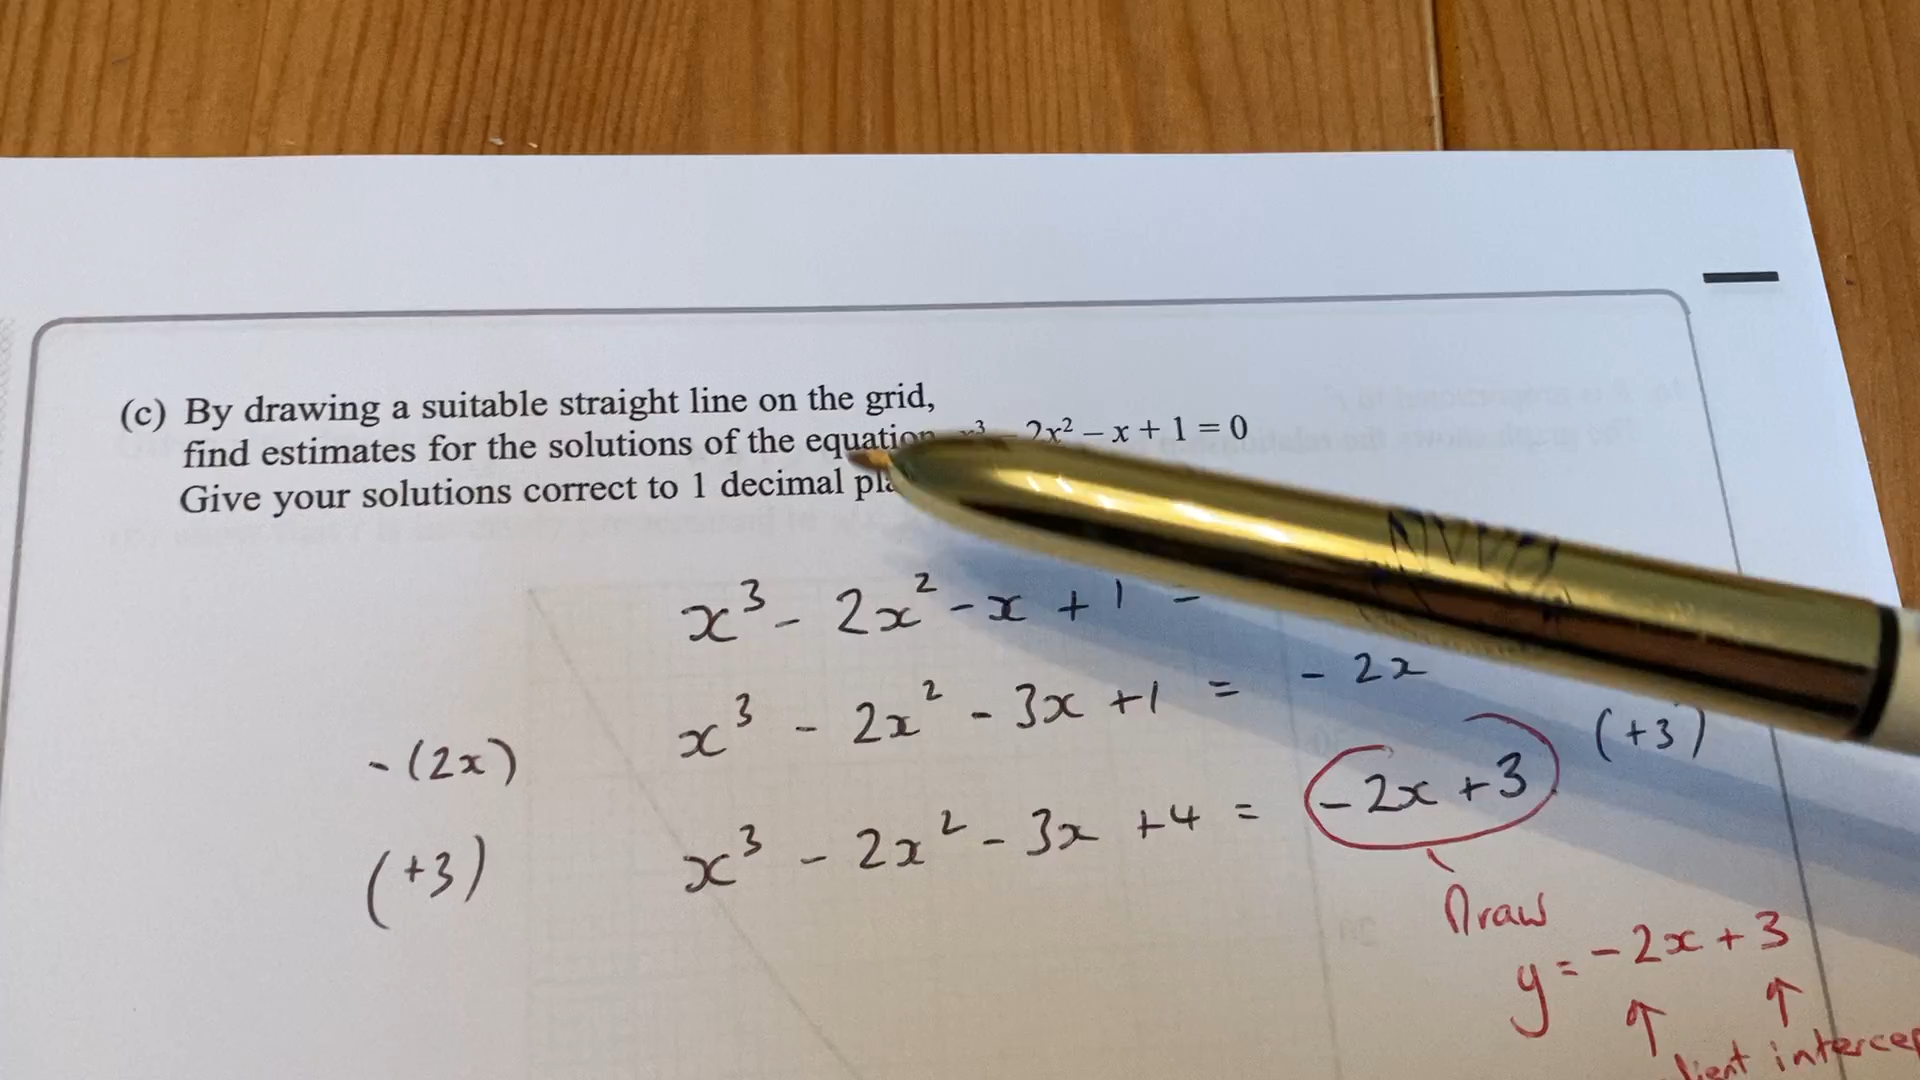 (c) By drawing a suitable straight line on the grid,
find estimates for the solutions of the equation x³ – 2x² – x + 1 = 0
Give your solutions correct to 1 decimal
x³ - 2x² - x + 1 =
x³ - 2x² - 3x + 1 = - 2x
-(2x)
(+3)
x³ - 2x² - 3x + 4 = -2x + 3
(+3)
Draw
y = -2x + 3
interce